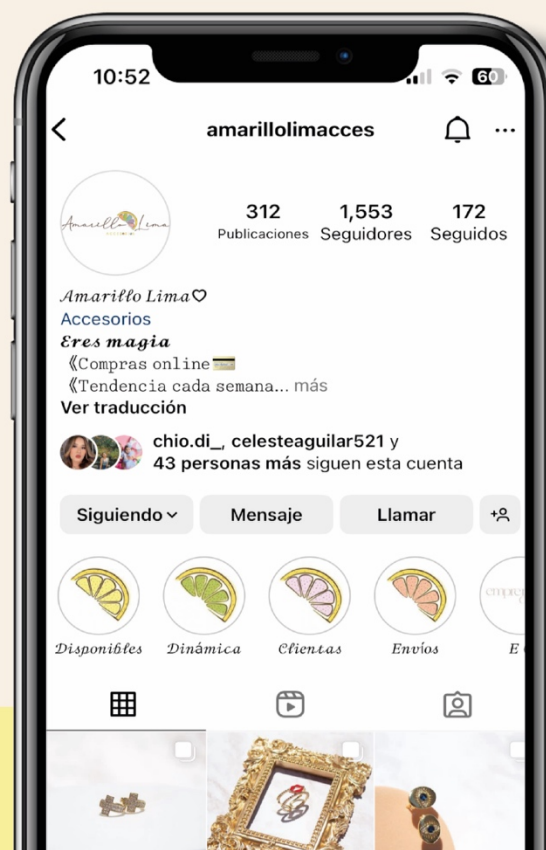 10:52
60
amarillolimacces
Amarillo Lima
312
1,553
172
Publicaciones
Seguidores
Seguidos
Amarillo Lima♡
Accesorios
Eres magia
《Compras online💳
《Tendencia cada semana... más
Ver traducción
chio.di_, celesteaguilar521 y
43 personas más siguen esta cuenta
Siguiendo
Mensaje
Llamar
Disponibles
Dinámica
Clientas
Envíos
E